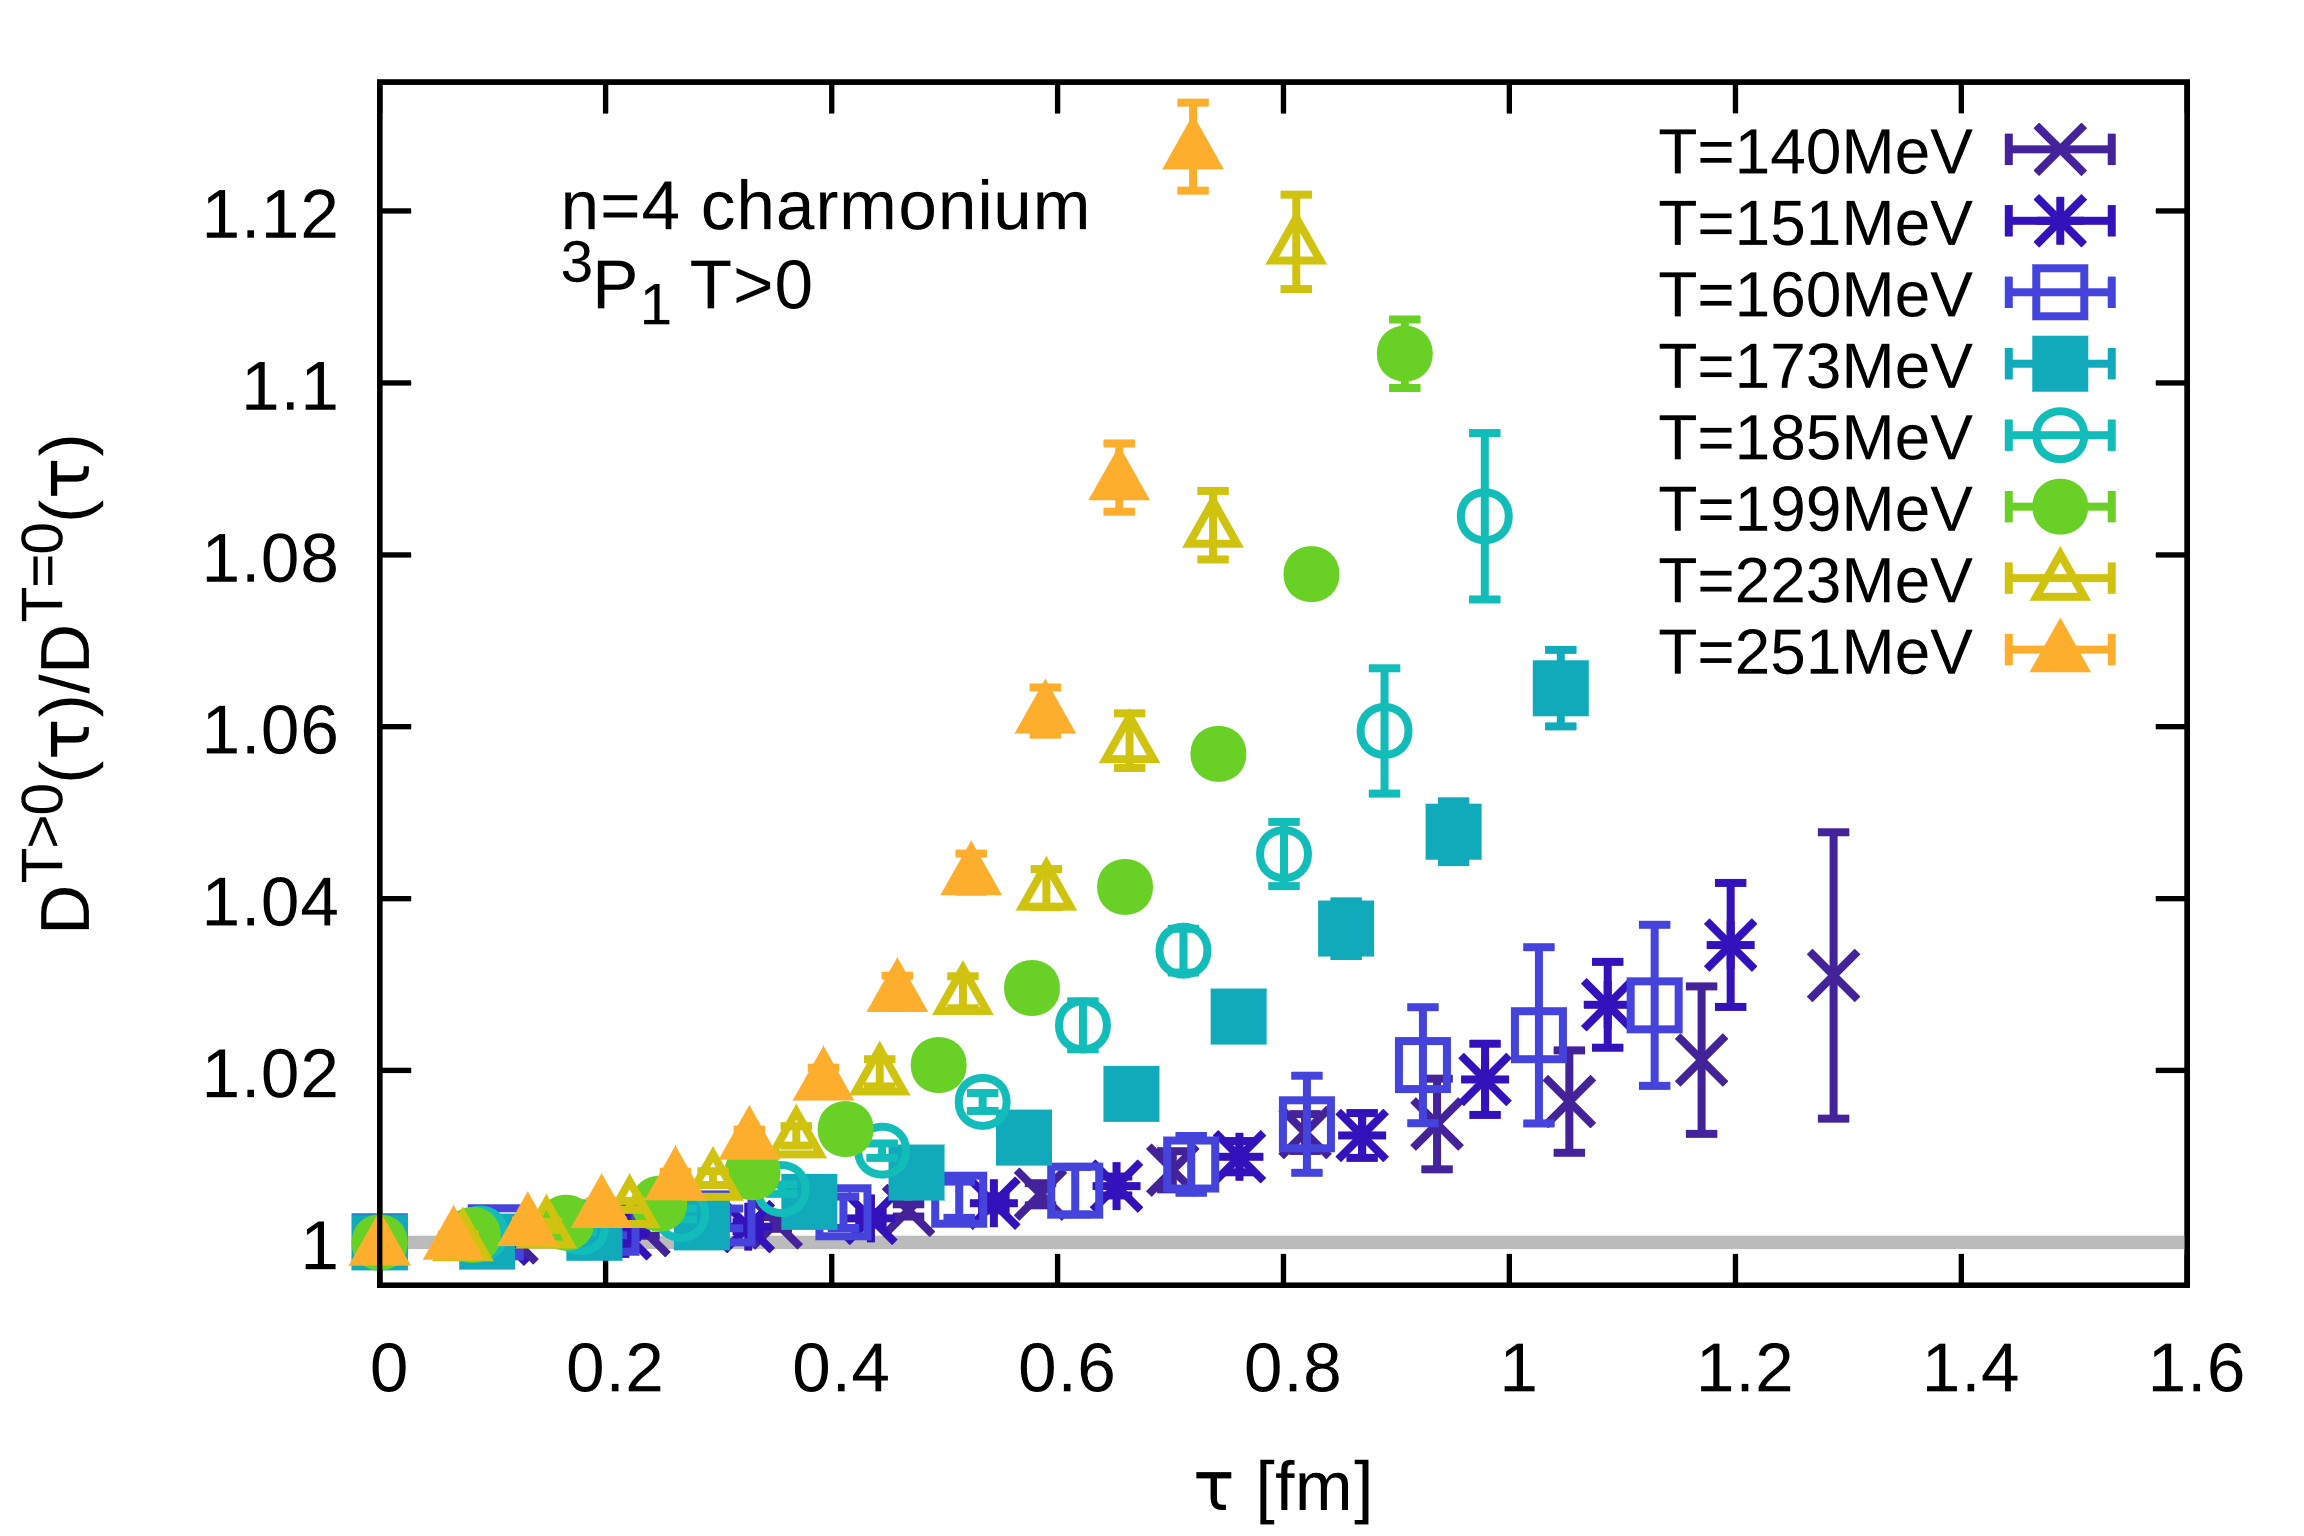 n=4 charmonium
³P₁ T>0
T=140MeV
T=151MeV
T=160MeV
T=173MeV
T=185MeV
T=199MeV
T=223MeV
T=251MeV
1.12
1.1
1.08
1.06
1.04
1.02
1
D^T>0(τ)/D^T=0(τ)
0 0.2 0.4 0.6 0.8 1 1.2 1.4 1.6
τ [fm]